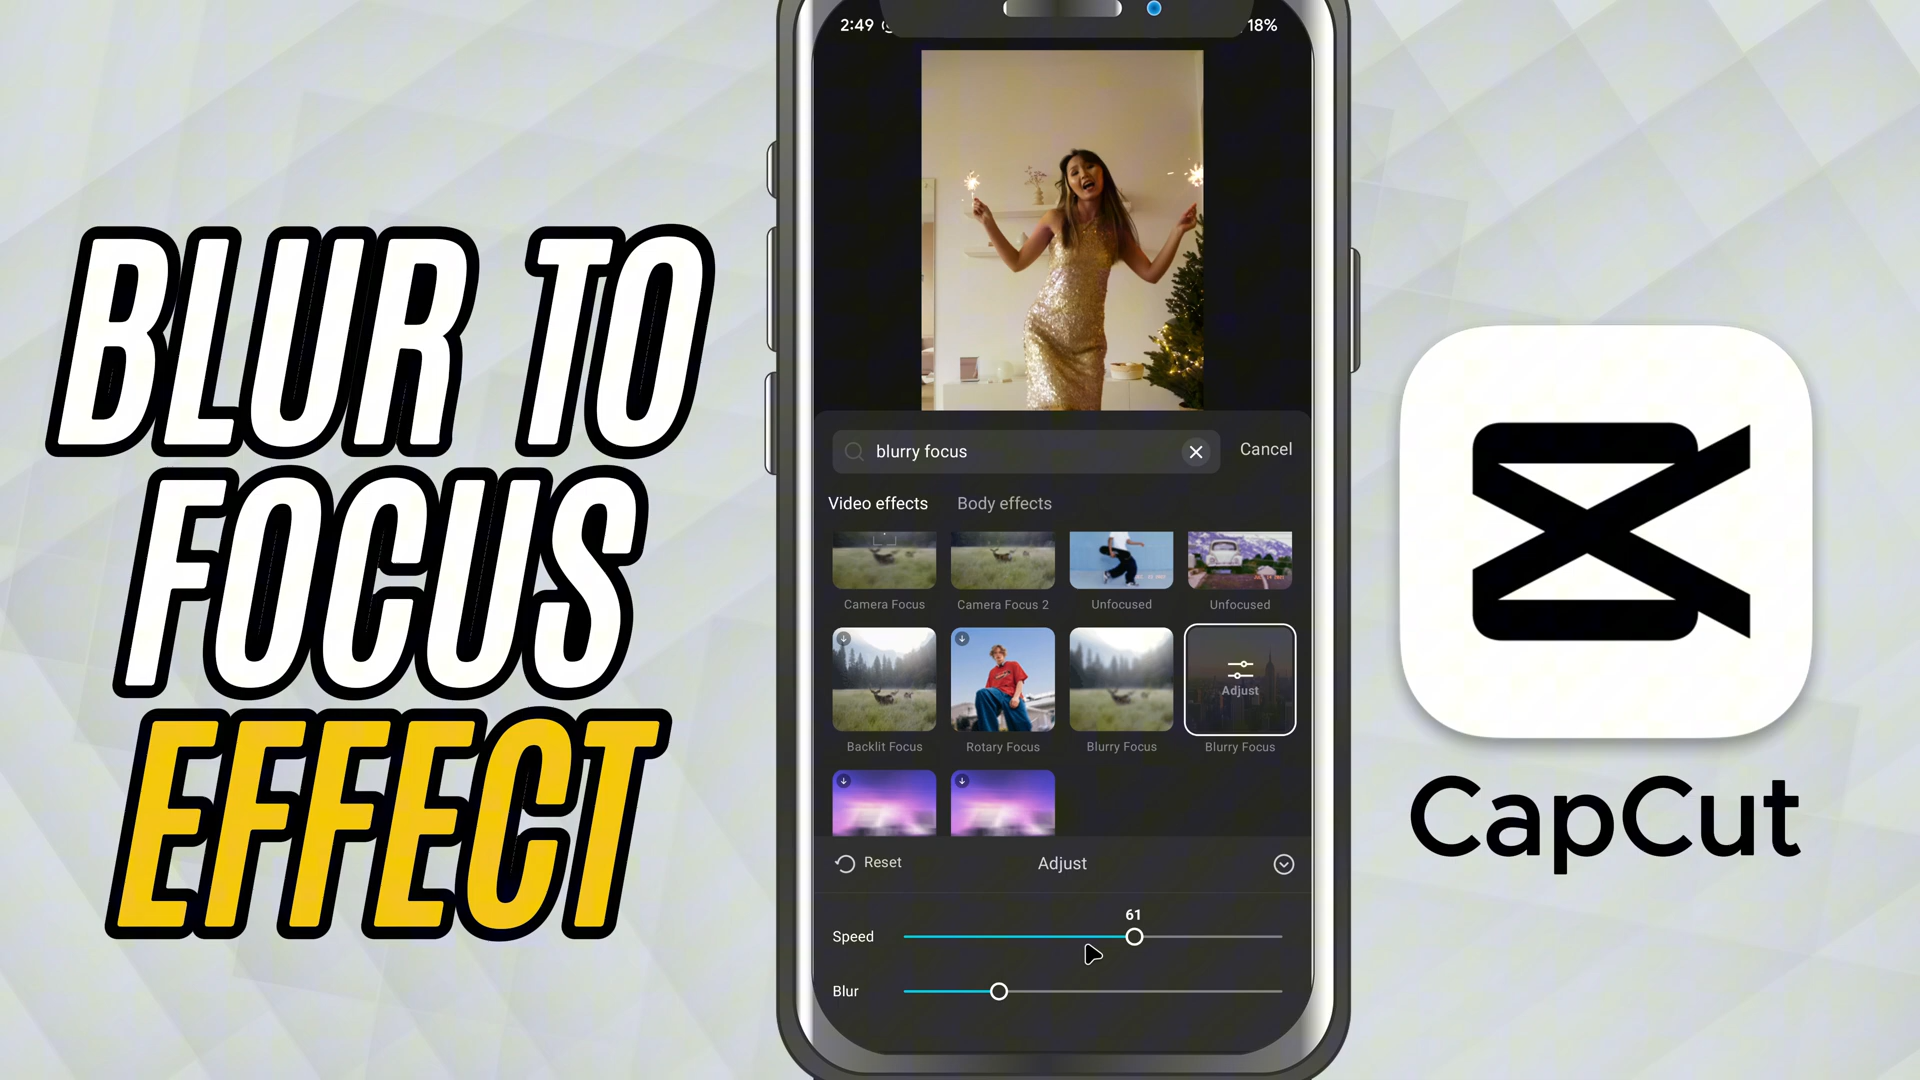 BLUR TO
FOCUS
EFFECT
2:49
18%
blurry focus
Cancel
Video effects
Body effects
Camera Focus
Camera Focus 2
Unfocused
Unfocused
Adjust
Backlit Focus
Rotary Focus
Blurry Focus
Blurry Focus
Reset
Adjust
61
Speed
Blur
CapCut